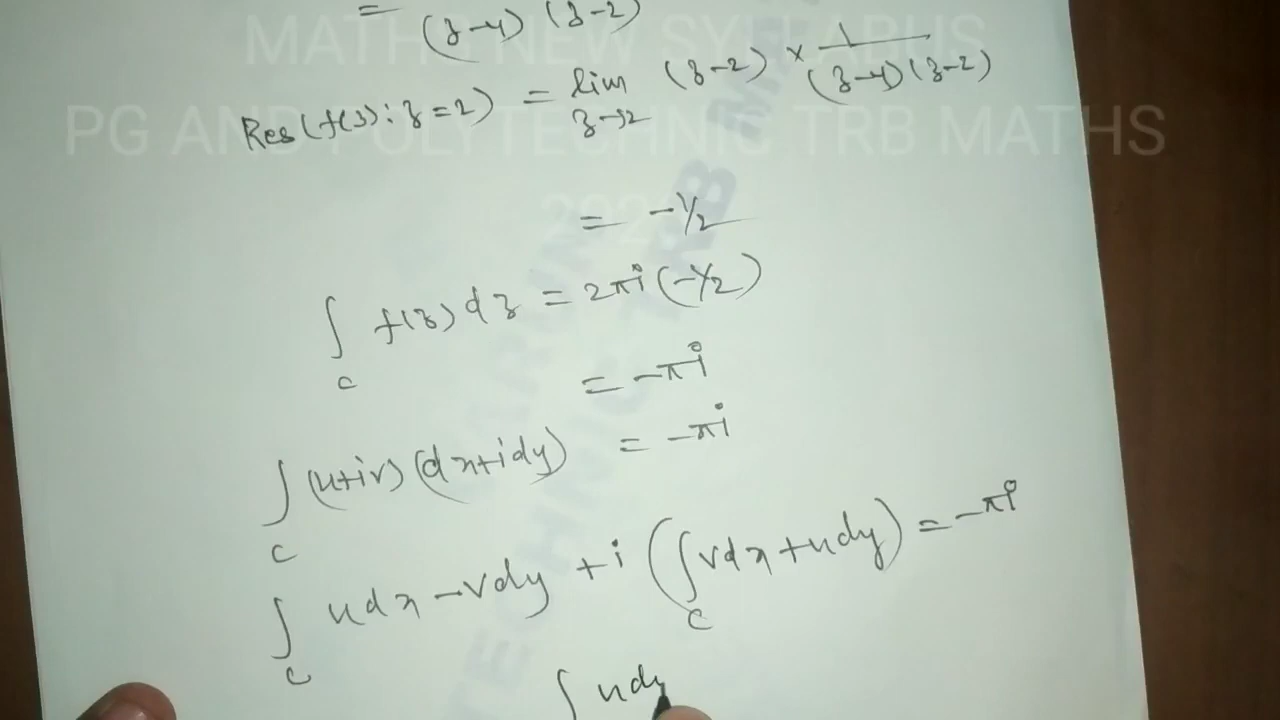 = (z-4) (z-2)
Res(f(z): z=2) = lim z→2 (z-2) × 1/(z-4)(z-2)
= -1/2
∫c f(z) dz = 2πi (-1/2)
= -πi
∫c (u+iv) (dx+idy) = -πi
∫c udx - vdy + i (∫c vdx + udy) = -πi
∫ udy
MATHS NEW SYLLABUS
PG AND POLYTECHNIC TRB MATHS